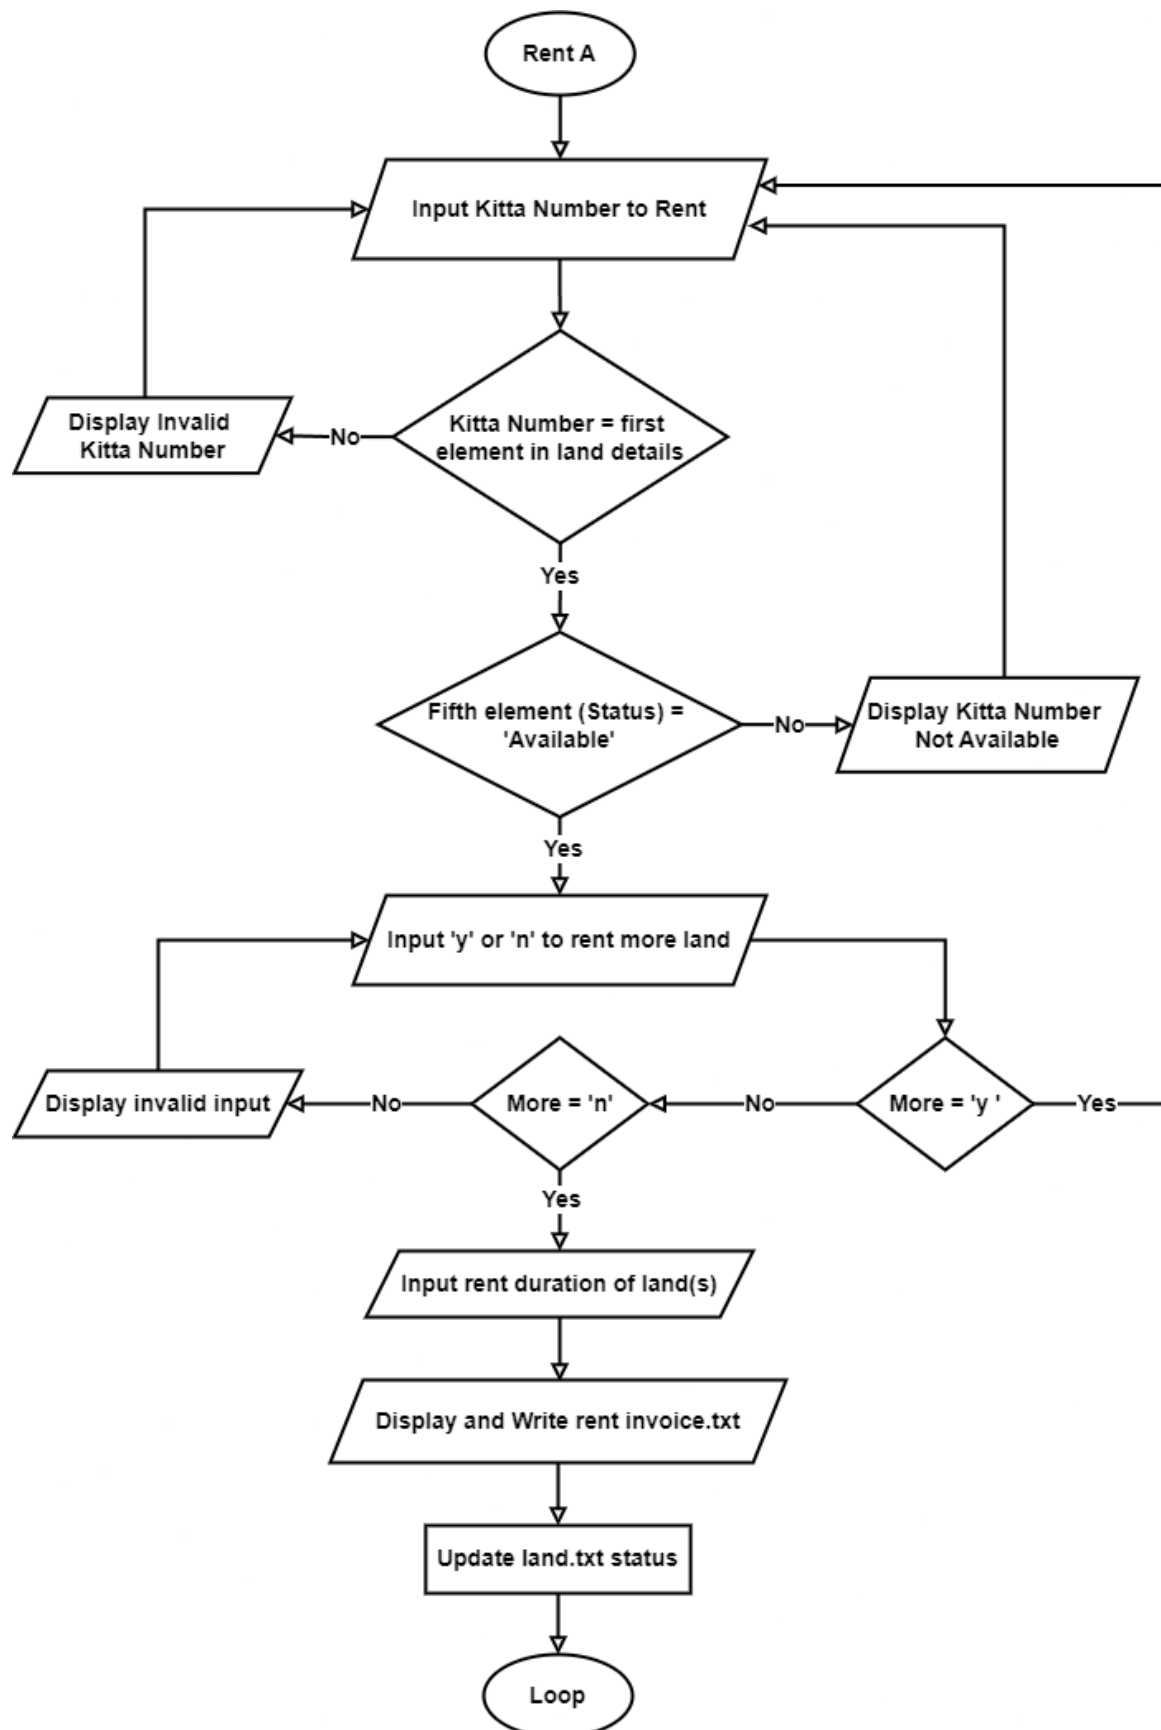 Rent A
Input Kitta Number to Rent
Display Invalid
Kitta Number
No
Kitta Number = first
element in land details
Yes
Fifth element (Status) =
'Available'
No
Display Kitta Number
Not Available
Yes
Input 'y' or 'n' to rent more land
Display invalid input
No
More = 'n'
No
More = 'y '
Yes
Yes
Input rent duration of land(s)
Display and Write rent invoice.txt
Update land.txt status
Loop